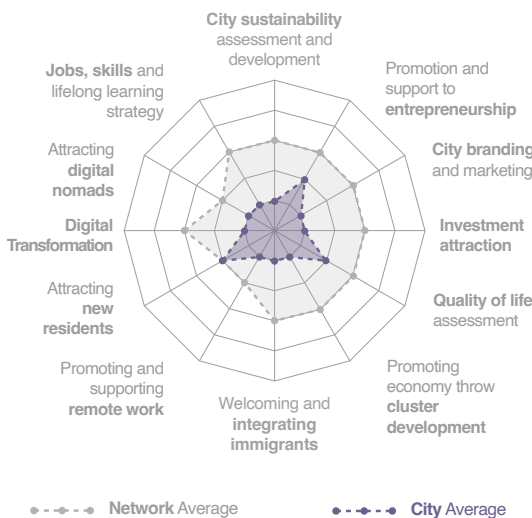 City sustainability
assessment and
development
Promotion and
support to
entrepreneurship
City branding
and marketing
Investment
attraction
Quality of life
assessment
Promoting
economy throw
cluster
development
Welcoming and
integrating
immigrants
Promoting and
supporting
remote work
Attracting
new
residents
Digital
Transformation
Attracting
digital
nomads
Jobs, skills and
lifelong learning
strategy
Network Average
City Average